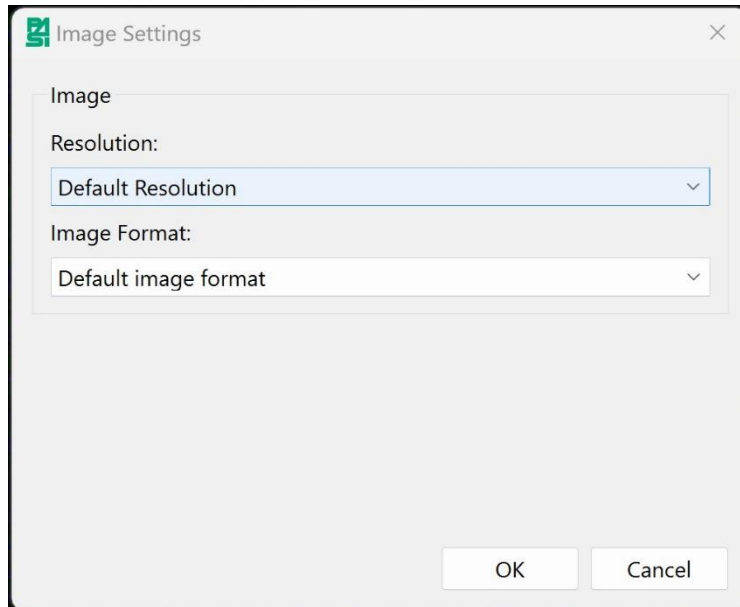 Image Settings
Image
Resolution:
Default Resolution
Image Format:
Default image format
OK
Cancel